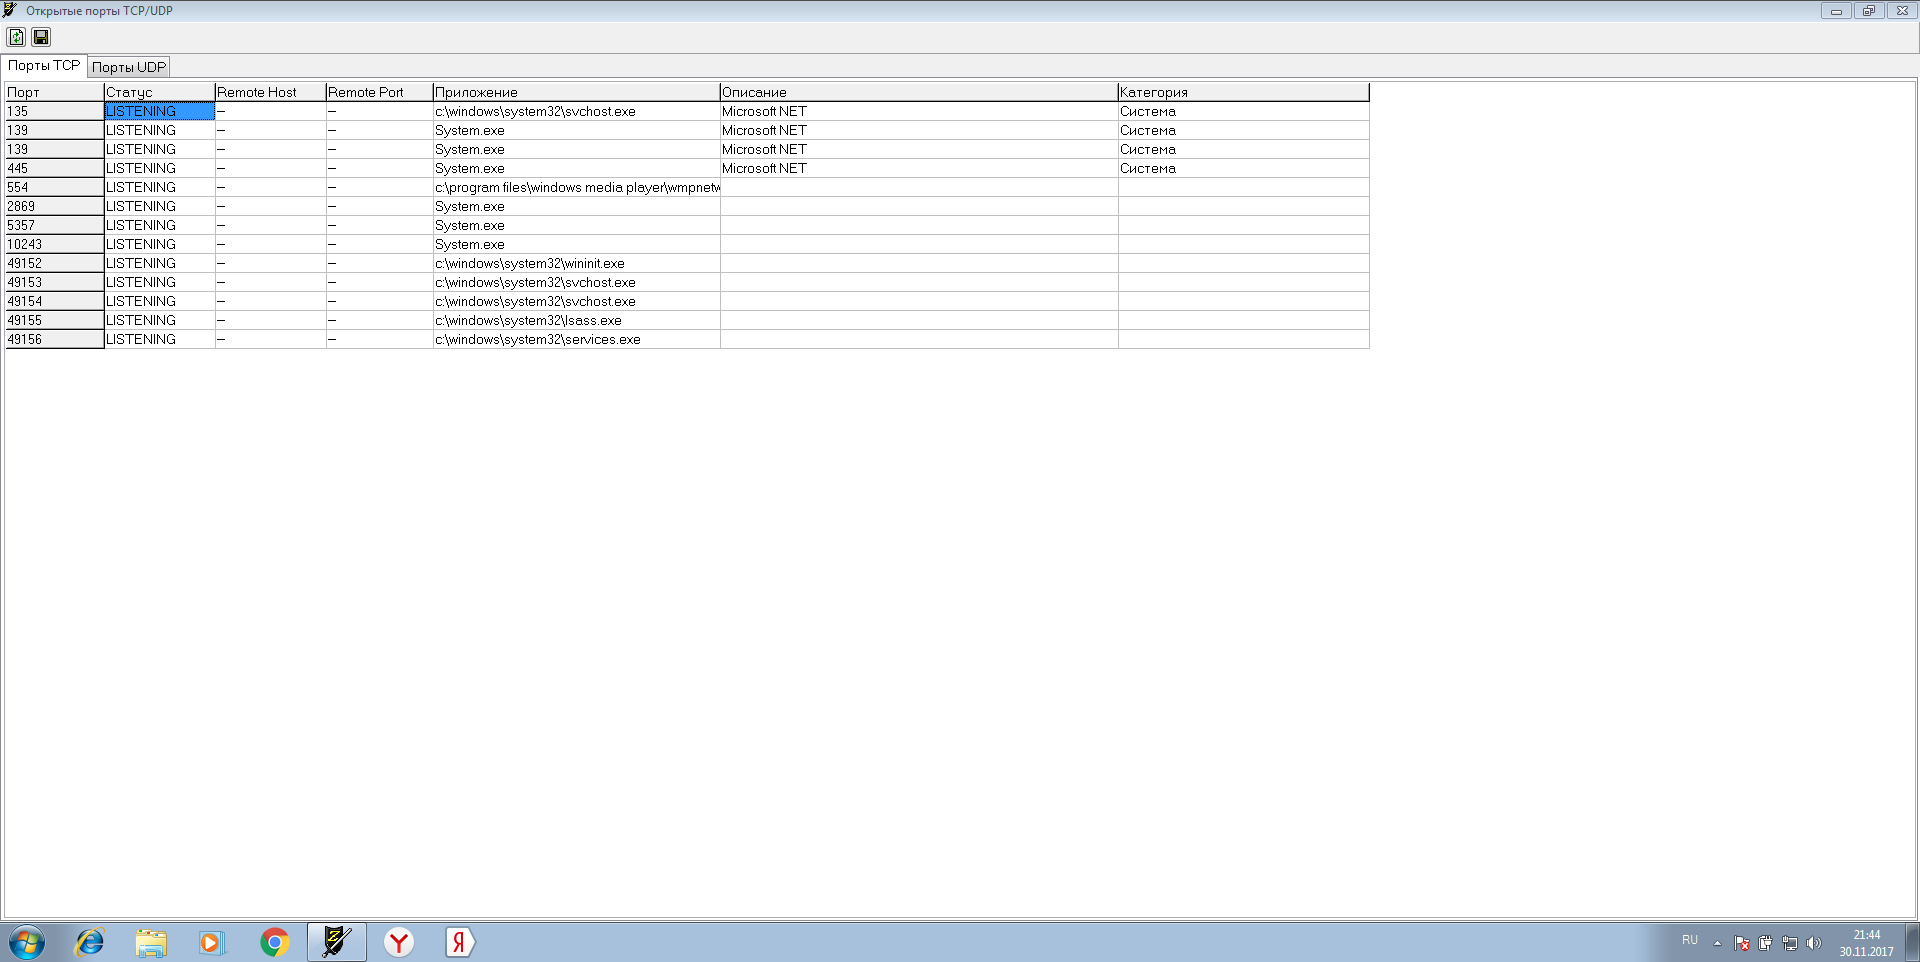 Открытые порты TCP/UDP
Порты TCP Порты UDP
Порт Статус Remote Host Remote Port Приложение Описание Категория
135 LISTENING -- -- c:\windows\system32\svchost.exe Microsoft NET Система
139 LISTENING -- -- System.exe Microsoft NET Система
139 LISTENING -- -- System.exe Microsoft NET Система
445 LISTENING -- -- System.exe Microsoft NET Система
554 LISTENING -- -- c:\program files\windows media player\wmpnetw
2869 LISTENING -- -- System.exe
5357 LISTENING -- -- System.exe
10243 LISTENING -- -- System.exe
49152 LISTENING -- -- c:\windows\system32\wininit.exe
49153 LISTENING -- -- c:\windows\system32\svchost.exe
49154 LISTENING -- -- c:\windows\system32\svchost.exe
49155 LISTENING -- -- c:\windows\system32\lsass.exe
49156 LISTENING -- -- c:\windows\system32\services.exe
RU
21:44
30.11.2017